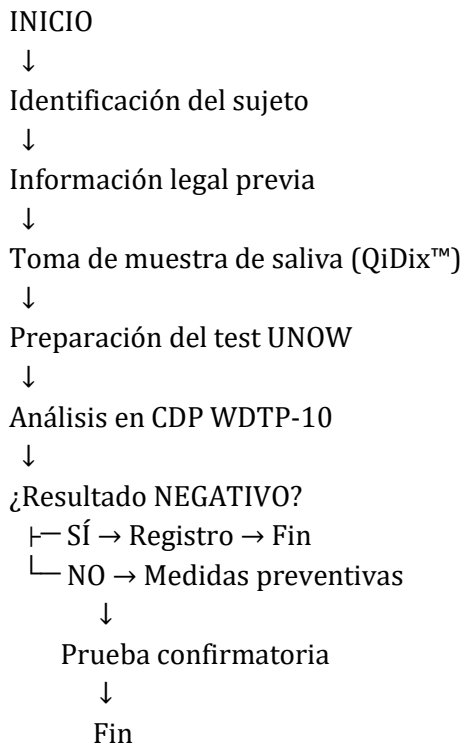 INICIO
↓
Identificación del sujeto
↓
Información legal previa
↓
Toma de muestra de saliva (QiDix™)
↓
Preparación del test UNOW
↓
Análisis en CDP WDTP-10
↓
¿Resultado NEGATIVO?
├─ SÍ → Registro → Fin
└─ NO → Medidas preventivas
↓
Prueba confirmatoria
↓
Fin